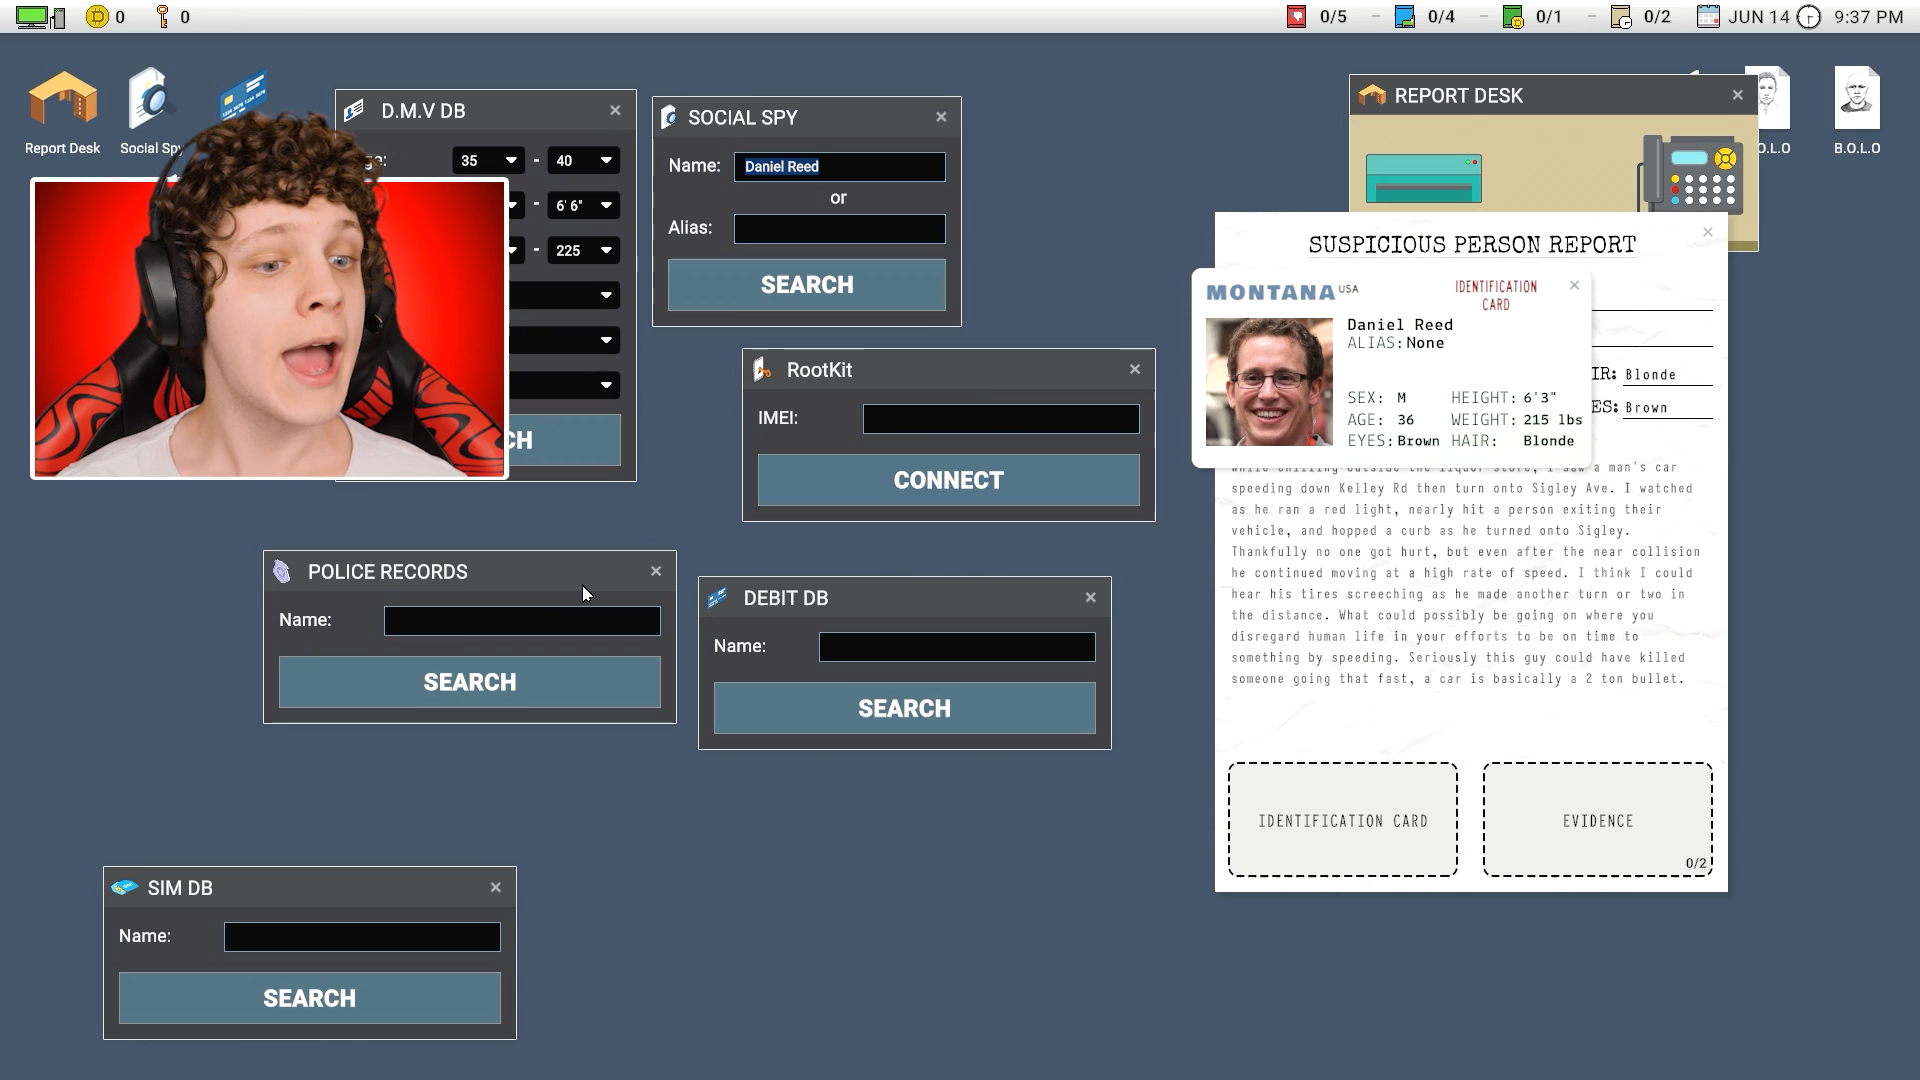 0
0
0/5
0/4
0/1
0/2
JUN 14
9:37 PM
Report Desk
Social Spy
B.O.L.O
D.M.V DB
35 - 40
- 6' 6"
- 225
SOCIAL SPY
Name: Daniel Reed
or
Alias:
SEARCH
RootKit
IMEI:
CONNECT
POLICE RECORDS
Name:
SEARCH
DEBIT DB
Name:
SEARCH
SIM DB
Name:
SEARCH
REPORT DESK
SUSPICIOUS PERSON REPORT
MONTANA USA
IDENTIFICATION
CARD
Daniel Reed
ALIAS: None
SEX: M HEIGHT: 6'3"
AGE: 36 WEIGHT: 215 lbs
EYES: Brown HAIR: Blonde
IR: Blonde
ES: Brown
While chilling outside the liquor store, I saw a man's car
speeding down Kelley Rd then turn onto Sigley Ave. I watched
as he ran a red light, nearly hit a person exiting their
vehicle, and hopped a curb as he turned onto Sigley.
Thankfully no one got hurt, but even after the near collision
he continued moving at a high rate of speed. I think I could
hear his tires screeching as he made another turn or two in
the distance. What could possibly be going on where you
disregard human life in your efforts to be on time to
something by speeding. Seriously this guy could have killed
someone going that fast, a car is basically a 2 ton bullet.
IDENTIFICATION CARD
EVIDENCE
0/2